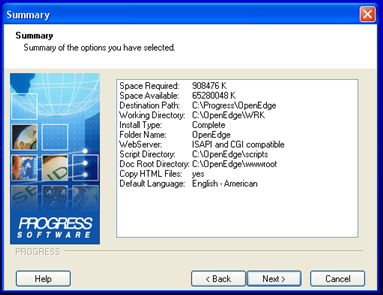 Summary
Summary
Summary of the options you have selected.
Space Required: 908476 K
Space Available: 65280048 K
Destination Path: C:\Progress\OpenEdge
Working Directory: C:\OpenEdge\WRK
Install Type: Complete
Folder Name: OpenEdge
WebServer: ISAPI and CGI compatible
Script Directory: C:\OpenEdge\scripts
Doc Root Directory: C:\OpenEdge\wwwroot
Copy HTML Files: yes
Default Language: English - American
PROGRESS
SOFTWARE
PROGRESS
Help
< Back
Next >
Cancel